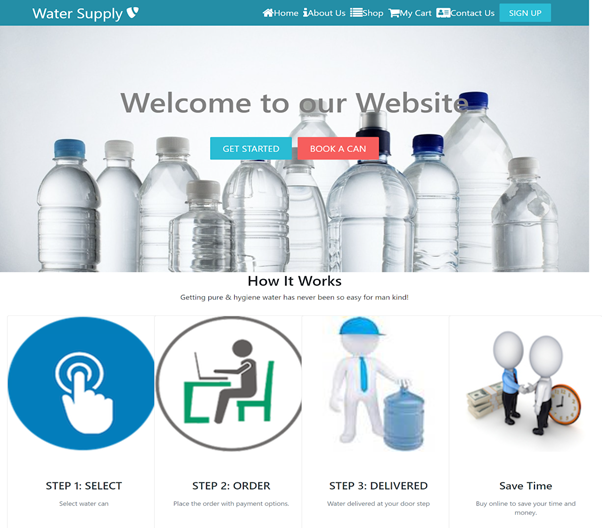 Water Supply
Home About Us Shop My Cart Contact Us SIGN UP
Welcome to our Website
GET STARTED BOOK A CAN
How It Works
Getting pure & hygiene water has never been so easy for man kind!
STEP 1: SELECT
Select water can
STEP 2: ORDER
Place the order with payment options.
STEP 3: DELIVERED
Water delivered at your door step
Save Time
Buy online to save your time and
money.